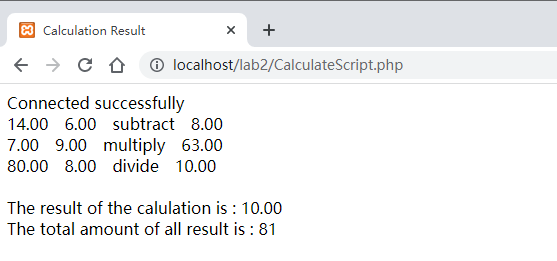 Calculation Result
localhost/lab2/CalculateScript.php
Connected successfully
14.00 6.00 subtract 8.00
7.00 9.00 multiply 63.00
80.00 8.00 divide 10.00
The result of the calulation is : 10.00
The total amount of all result is : 81